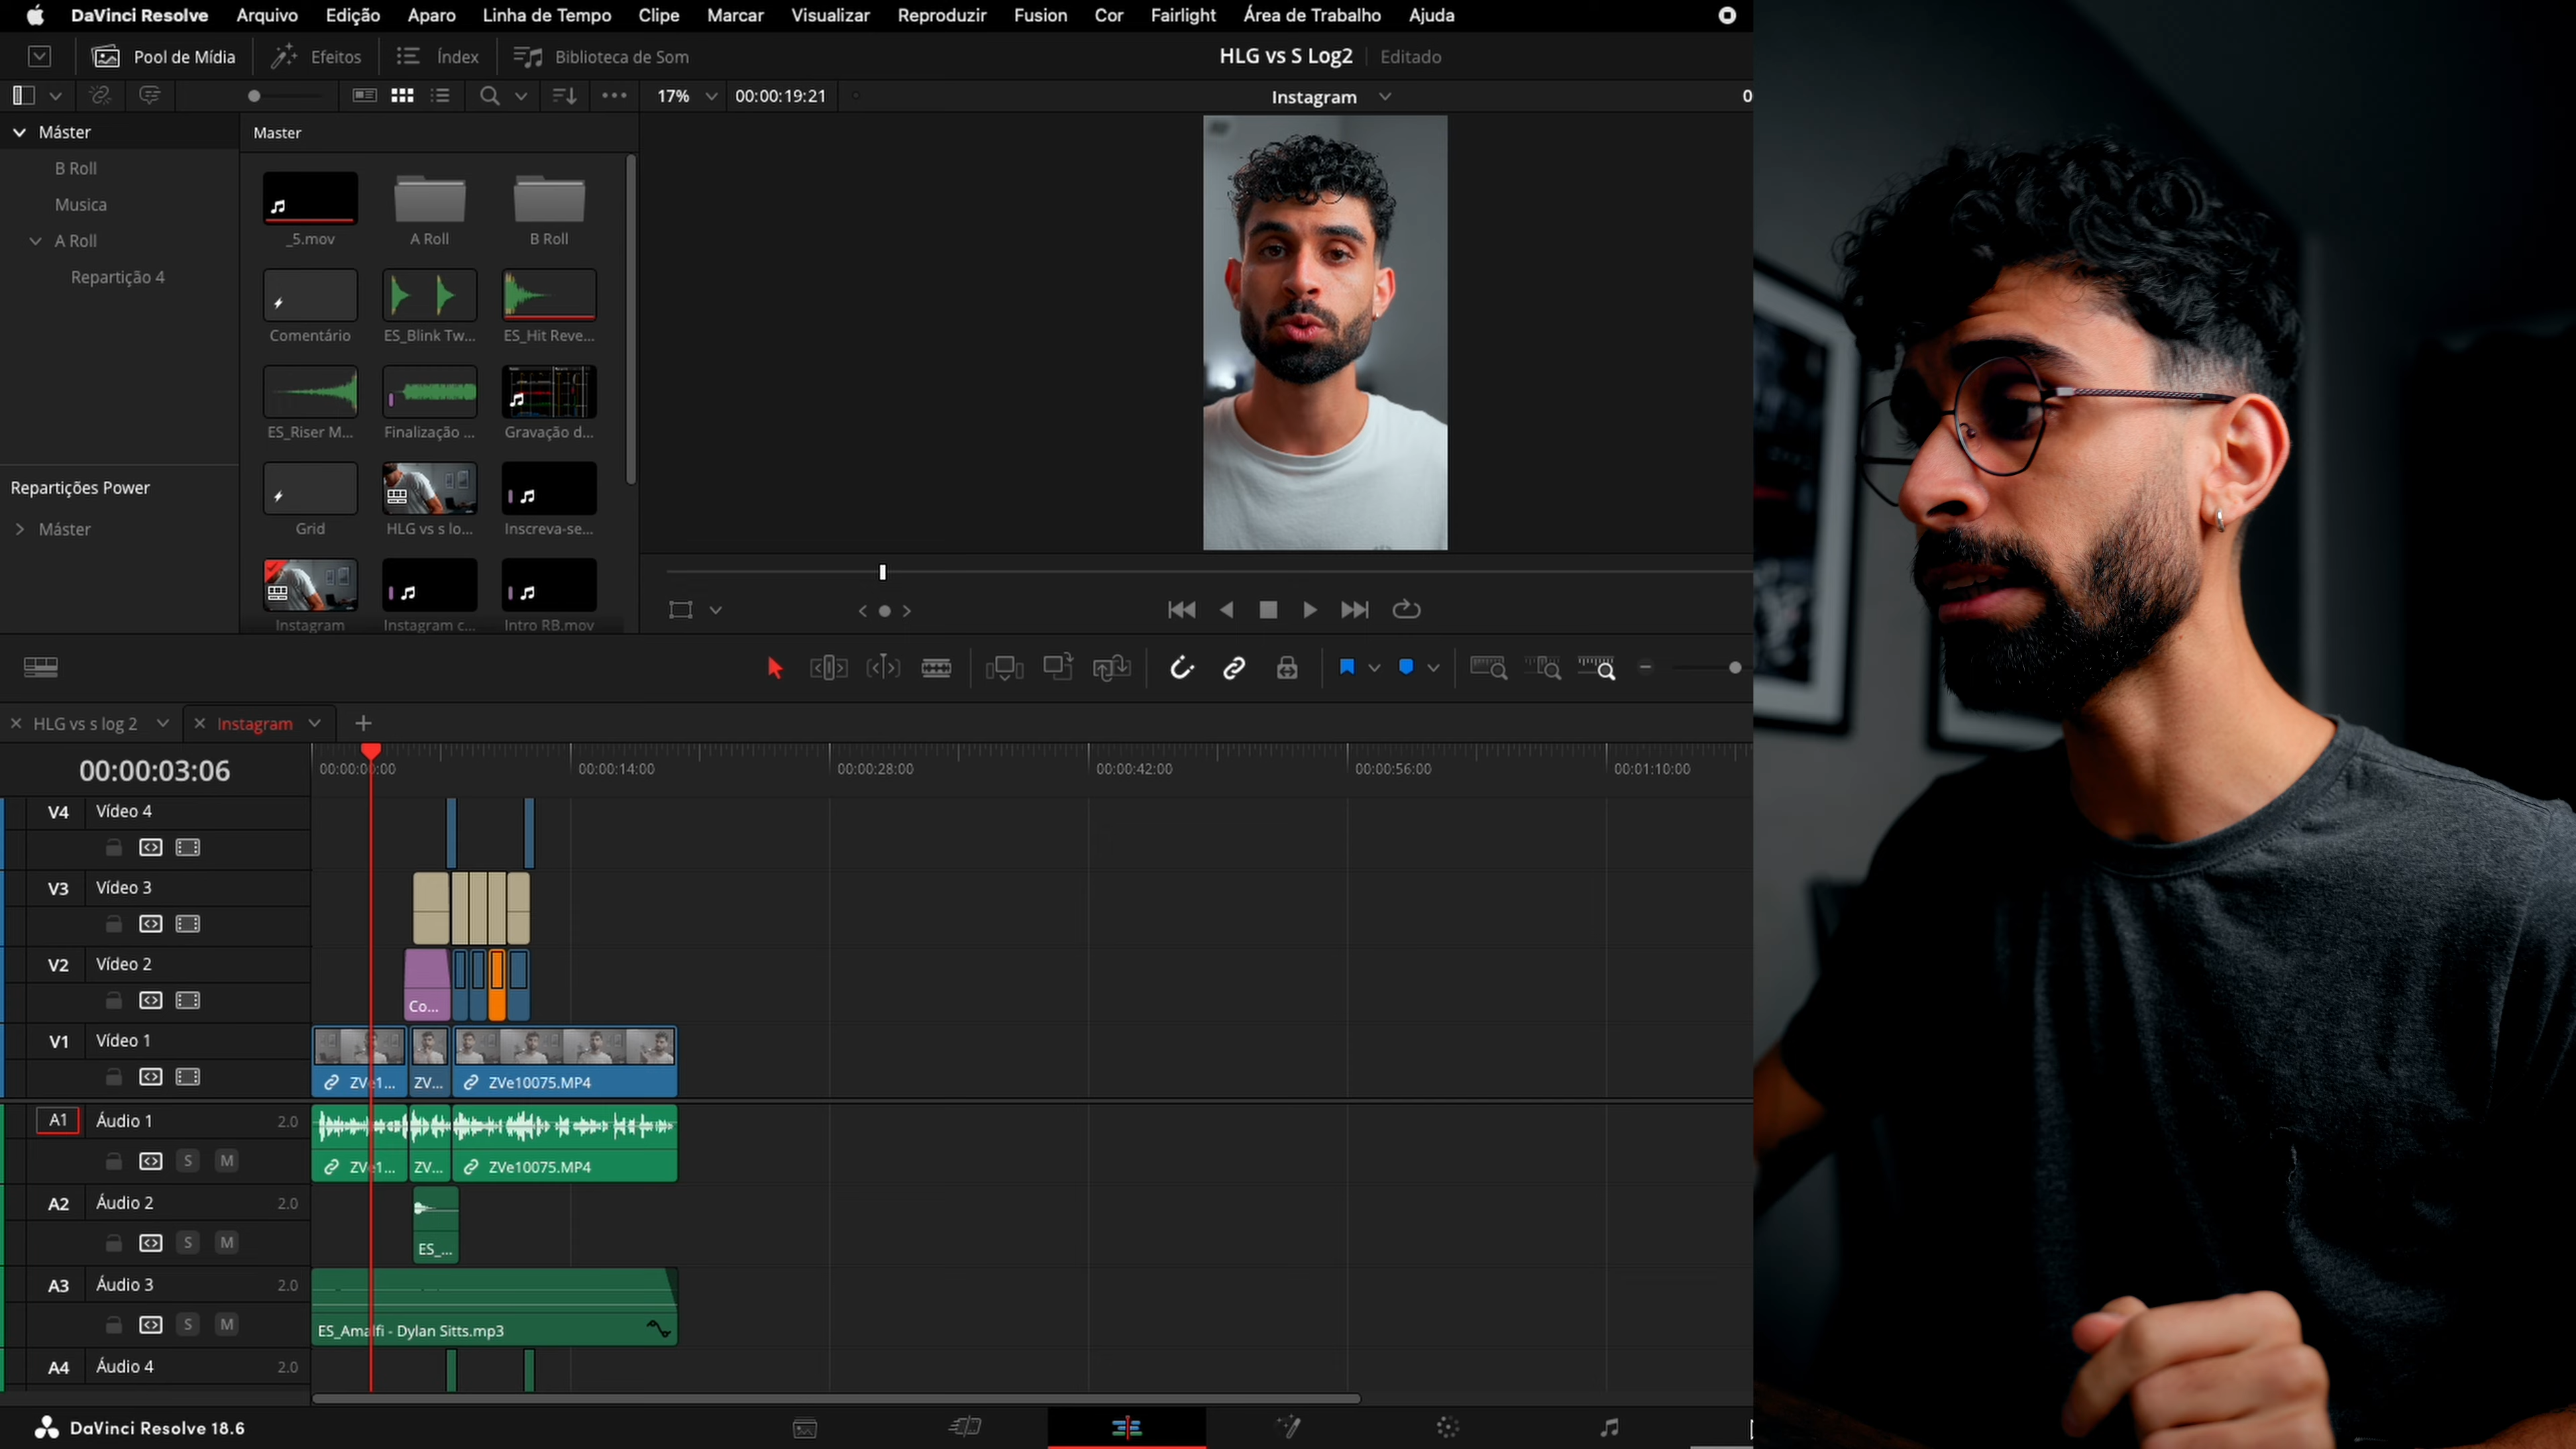 DaVinci Resolve Arquivo Edição Aparo Linha de Tempo Clipe Marcar Visualizar Reproduzir Fusion Cor Fairlight Área de Trabalho Ajuda
Pool de Mídia Efeitos Índex Biblioteca de Som HLG vs S Log2 Editado
17% 00:00:19:21 Instagram 0
Máster
B Roll
Musica
A Roll
Repartição 4
Repartições Power
Máster
Master
_5.mov A Roll B Roll
Comentário ES_Blink Tw... ES_Hit Reve...
ES_Riser M... Finalização ... Gravação d...
Grid HLG vs s lo... Inscreva-se...
Instagram Instagram c... Intro RB.mov
HLG vs s log 2 Instagram
00:00:03:06
00:00:00:00 00:00:14:00 00:00:28:00 00:00:42:00 00:00:56:00 00:01:10:00
V4 Vídeo 4
V3 Vídeo 3
V2 Vídeo 2
Co...
V1 Vídeo 1
ZVe1... ZV... ZVe10075.MP4
A1 Áudio 1 2.0
S M
ZVe1... ZV... ZVe10075.MP4
A2 Áudio 2 2.0
S M
ES_...
A3 Áudio 3 2.0
S M
ES_Amalfi - Dylan Sitts.mp3
A4 Áudio 4 2.0
DaVinci Resolve 18.6